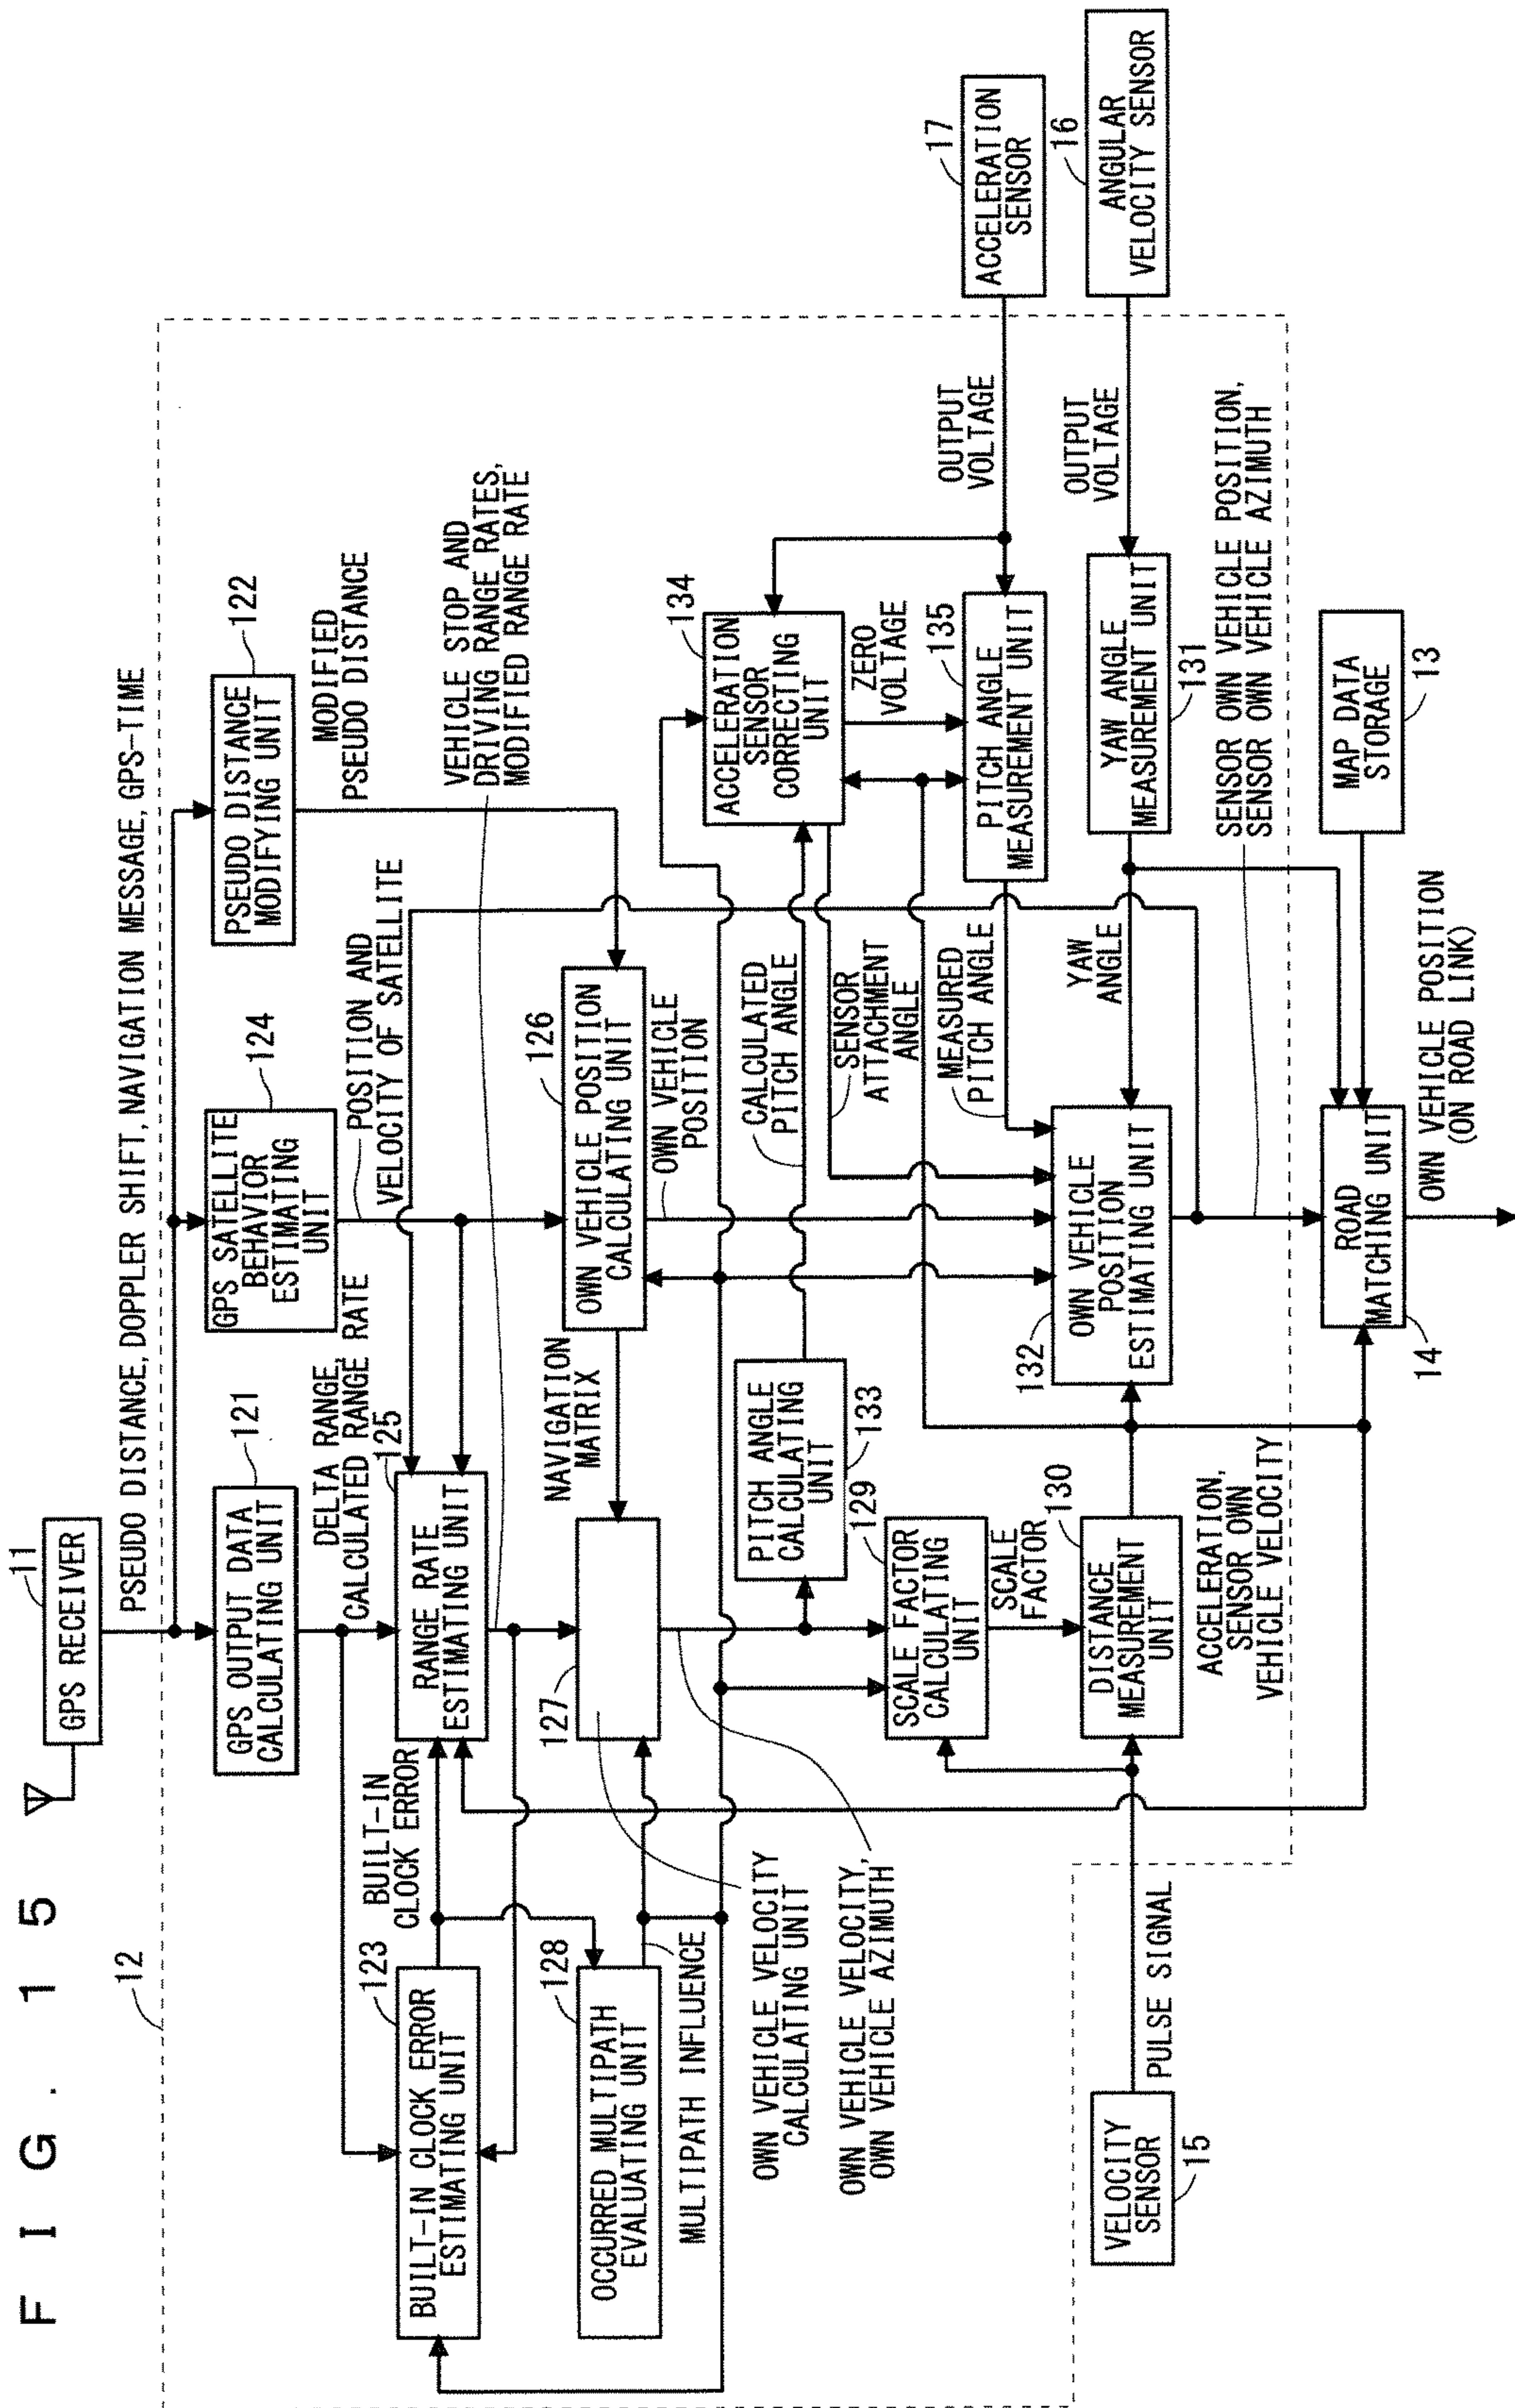 FIG. 15
11
GPS RECEIVER
12
PSEUDO DISTANCE, DOPPLER SHIFT, NAVIGATION MESSAGE, GPS-TIME
121
GPS OUTPUT DATA
CALCULATING UNIT
124
GPS SATELLITE
BEHAVIOR
ESTIMATING
UNIT
122
PSEUDO DISTANCE
MODIFYING UNIT
DELTA RANGE,
CALCULATED RANGE RATE
POSITION AND
VELOCITY OF SATELLITE
MODIFIED
PSEUDO DISTANCE
123
BUILT-IN CLOCK ERROR
ESTIMATING UNIT
BUILT-IN
CLOCK ERROR
125
RANGE RATE
ESTIMATING UNIT
VEHICLE STOP AND
DRIVING RANGE RATES,
MODIFIED RANGE RATE
128
OCCURRED MULTIPATH
EVALUATING UNIT
MULTIPATH INFLUENCE
127
NAVIGATION
MATRIX
126
OWN VEHICLE POSITION
CALCULATING UNIT
OWN VEHICLE
POSITION
OWN VEHICLE VELOCITY
CALCULATING UNIT
OWN VEHICLE VELOCITY,
OWN VEHICLE AZIMUTH
PITCH ANGLE
CALCULATING
UNIT
133
CALCULATED
PITCH ANGLE
SENSOR
ATTACHMENT
ANGLE
134
ACCELERATION
SENSOR
CORRECTING
UNIT
ZERO
VOLTAGE
OUTPUT
VOLTAGE
17
ACCELERATION
SENSOR
129
SCALE FACTOR
CALCULATING
UNIT
SCALE
FACTOR
135
PITCH ANGLE
MEASUREMENT UNIT
MEASURED
PITCH ANGLE
130
DISTANCE
MEASUREMENT
UNIT
132
OWN VEHICLE
POSITION
ESTIMATING UNIT
YAW
ANGLE
YAW ANGLE
MEASUREMENT UNIT
131
OUTPUT
VOLTAGE
16
ANGULAR
VELOCITY SENSOR
VELOCITY
SENSOR
15
PULSE SIGNAL
ACCELERATION,
SENSOR OWN
VEHICLE VELOCITY
SENSOR OWN VEHICLE POSITION,
SENSOR OWN VEHICLE AZIMUTH
14
ROAD
MATCHING UNIT
MAP DATA
STORAGE
13
OWN VEHICLE POSITION
(ON ROAD LINK)